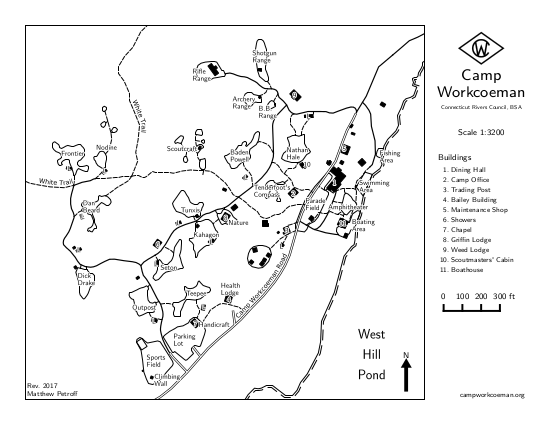 Shotgun
Range
Rifle
Range
Archery
Range
B.B.
Range
White Trail
Frontier
Nodine
Scoutcraft
Baden
Powell
Nathan
Hale
10
Fishing
Area
White Trail
Tenderfoot's
Compass
Swimming
Area
Dan
Beard
Tunxis
Parade
Field
Amphitheater
Nature
Boating
Area
Kahagon
Seton
Dick
Drake
Health
Lodge
Camp Workcoeman Road
Teepee
Outpost
Handicraft
Parking
Lot
Sports
Field
Climbing
Wall
West
Hill
Pond
N
Rev. 2017
Matthew Petroff
CW
Camp
Workcoeman
Connecticut Rivers Council, BSA
Scale 1:3200
Buildings
1. Dining Hall
2. Camp Office
3. Trading Post
4. Bailey Building
5. Maintenance Shop
6. Showers
7. Chapel
8. Griffin Lodge
9. Weed Lodge
10. Scoutmasters' Cabin
11. Boathouse
0 100 200 300 ft
campworkcoeman.org